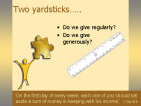 Two yardsticks.....
• Do we give regularly?
• Do we give
generously?
"On the first day of every week, each one of you should set
aside a sum of money in keeping with his income,"